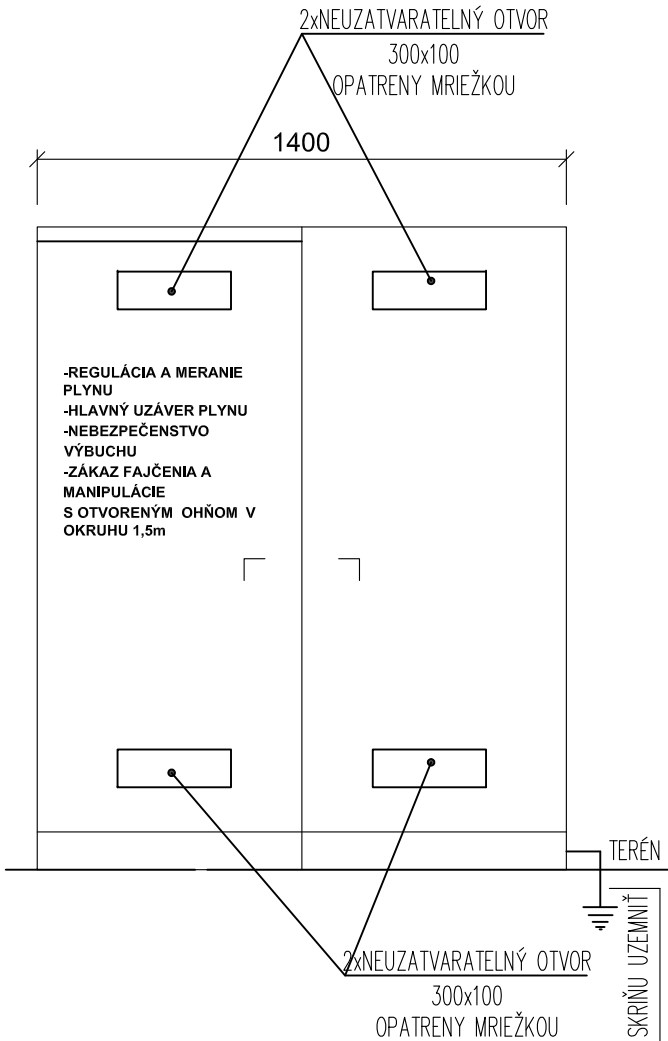 2xNEUZATVARATELNÝ OTVOR
300x100
OPATRENY MRIEŽKOU
1400
-REGULÁCIA A MERANIE
PLYNU
-HLAVNÝ UZÁVER PLYNU
-NEBEZPEČENSTVO
VÝBUCHU
-ZÁKAZ FAJČENIA A
MANIPULÁCIE
S OTVORENÝM OHŇOM V
OKRUHU 1,5m
TERÉN
SKRIŇU UZEMNIŤ
2xNEUZATVARATELNÝ OTVOR
300x100
OPATRENY MRIEŽKOU